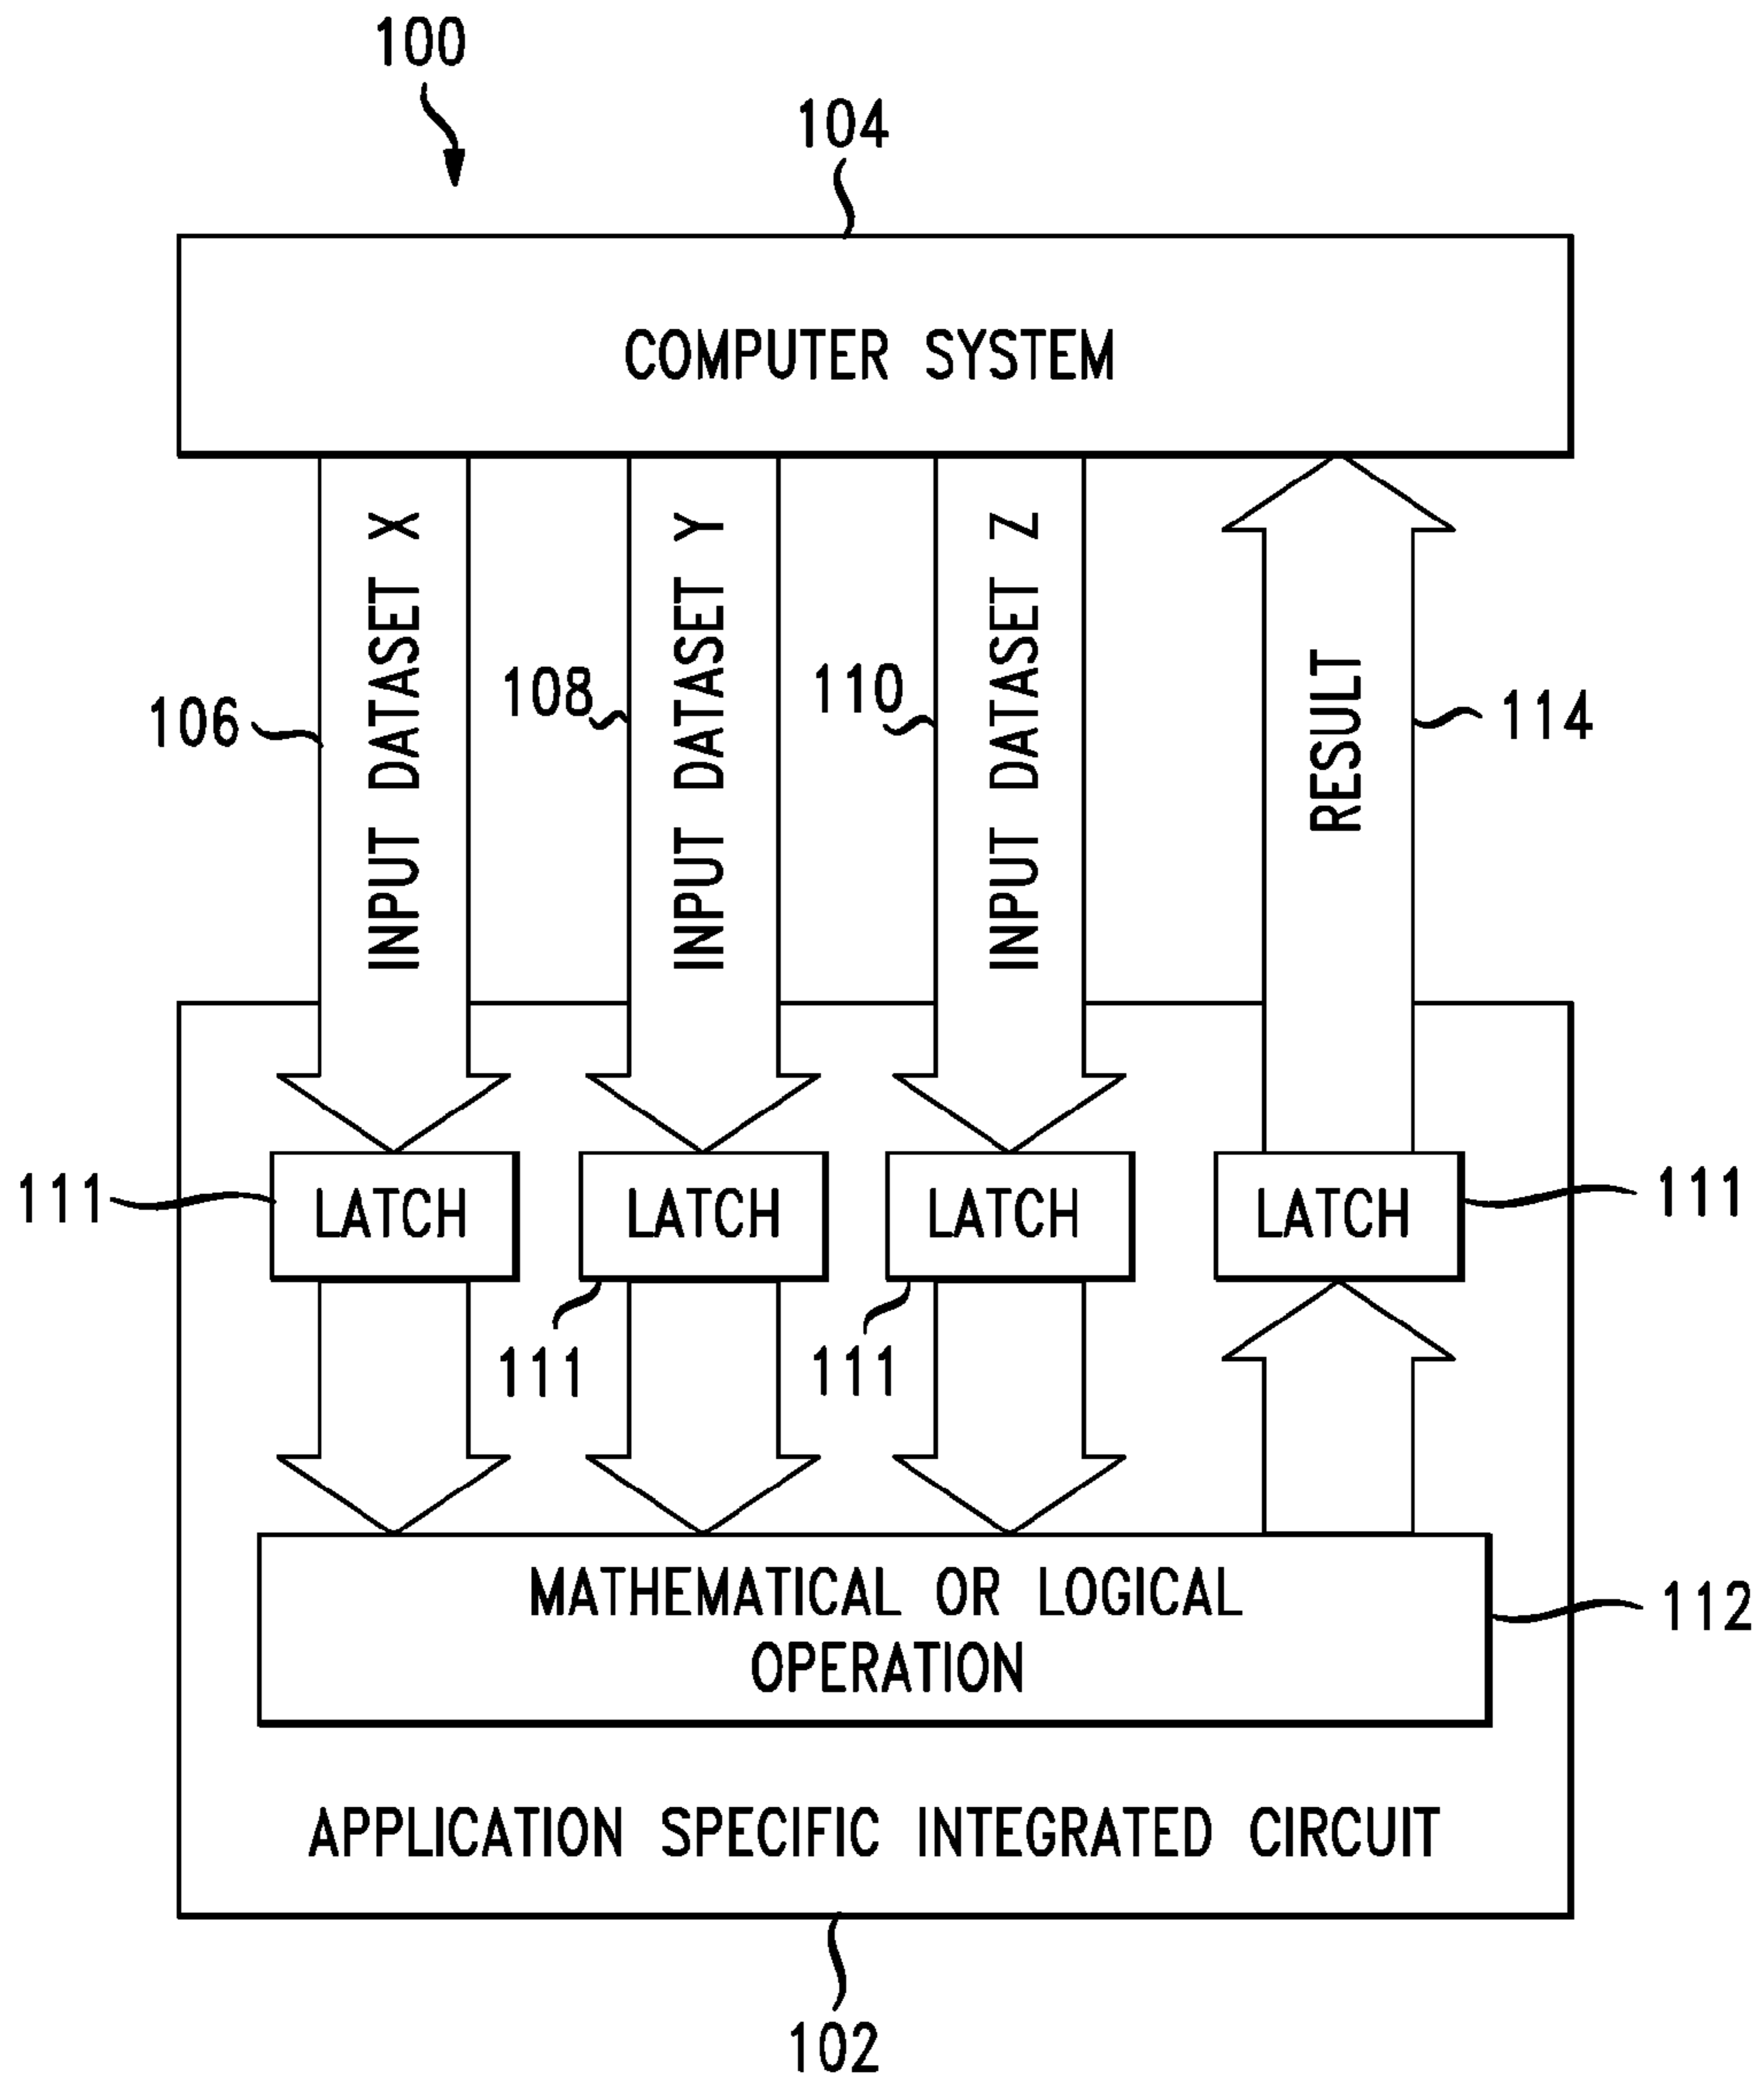 100
104
COMPUTER SYSTEM
INPUT DATASET X
INPUT DATASET Y
INPUT DATASET Z
RESULT
106
108
110
114
111
LATCH
LATCH
LATCH
LATCH
111
111
111
MATHEMATICAL OR LOGICAL
OPERATION
112
APPLICATION SPECIFIC INTEGRATED CIRCUIT
102